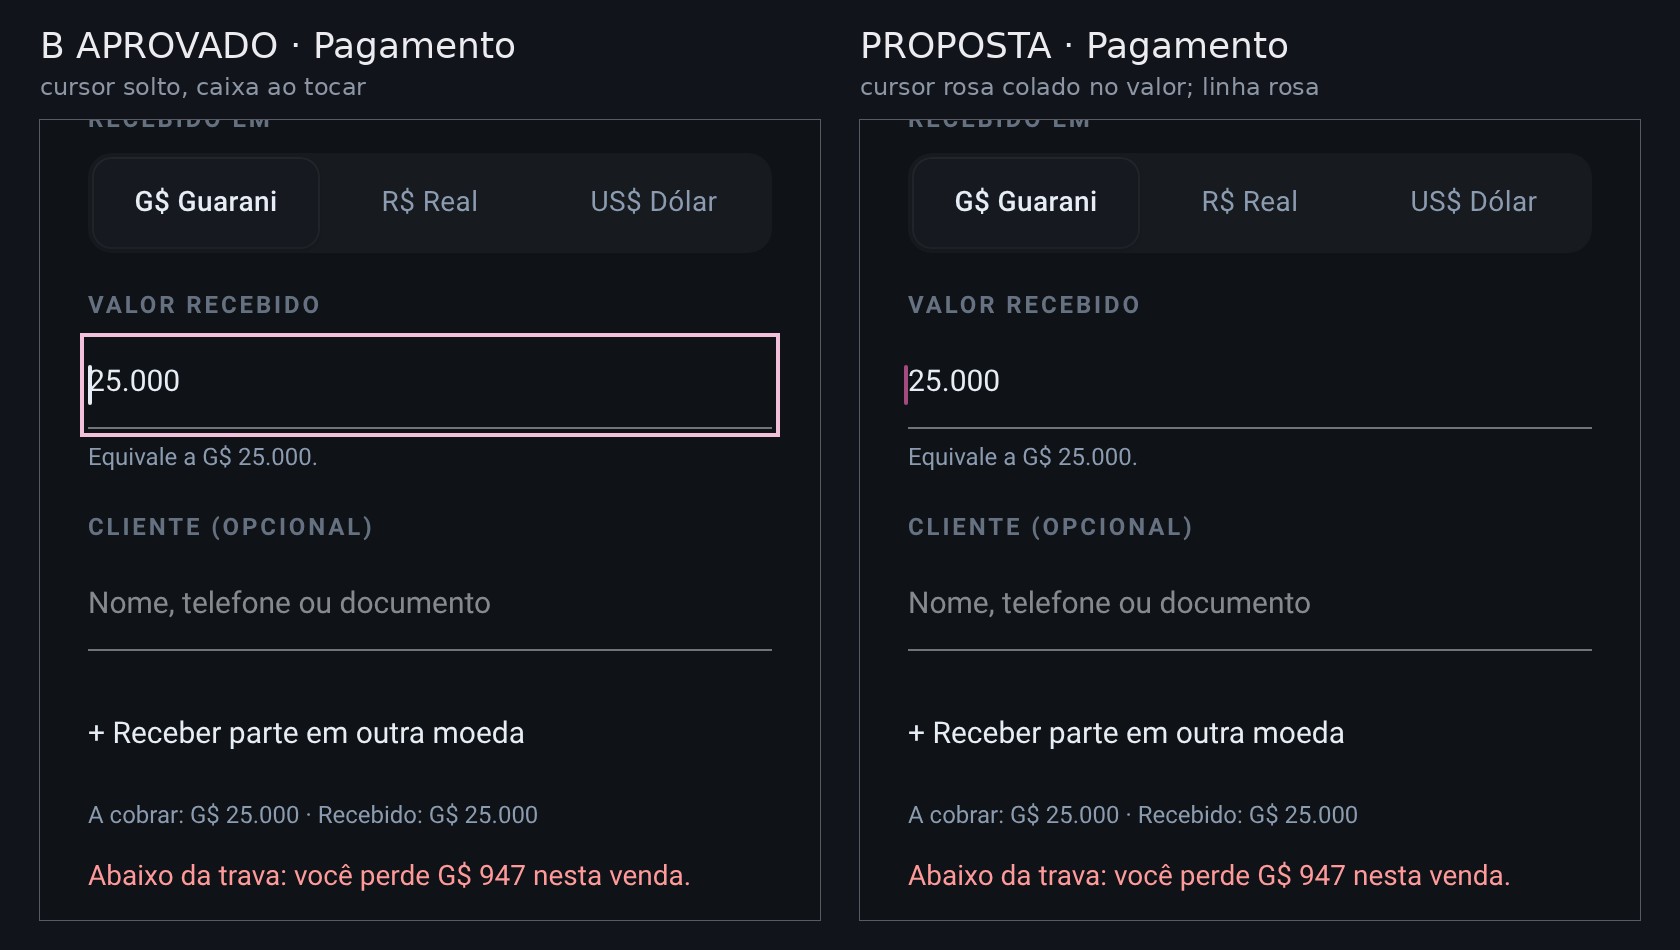 B APROVADO · Pagamento
cursor solto, caixa ao tocar
RECEBIDO EM
G$ Guarani
R$ Real
US$ Dólar
VALOR RECEBIDO
25.000
Equivale a G$ 25.000.
CLIENTE (OPCIONAL)
Nome, telefone ou documento
+ Receber parte em outra moeda
A cobrar: G$ 25.000 · Recebido: G$ 25.000
Abaixo da trava: você perde G$ 947 nesta venda.
PROPOSTA · Pagamento
cursor rosa colado no valor; linha rosa
RECEBIDO EM
G$ Guarani
R$ Real
US$ Dólar
VALOR RECEBIDO
25.000
Equivale a G$ 25.000.
CLIENTE (OPCIONAL)
Nome, telefone ou documento
+ Receber parte em outra moeda
A cobrar: G$ 25.000 · Recebido: G$ 25.000
Abaixo da trava: você perde G$ 947 nesta venda.